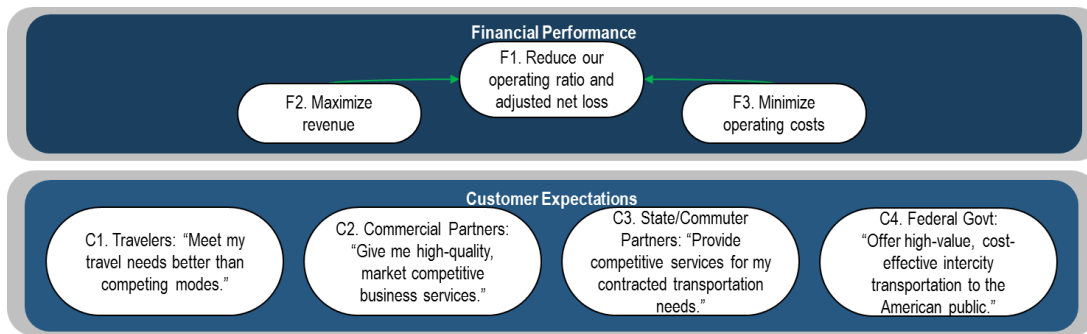 Financial Performance
F1. Reduce our
operating ratio and
adjusted net loss
F2. Maximize
revenue
F3. Minimize
operating costs
Customer Expectations
C1. Travelers: “Meet my
travel needs better than
competing modes.”
C2. Commercial Partners:
“Give me high-quality,
market competitive
business services.”
C3. State/Commuter
Partners: “Provide
competitive services for my
contracted transportation
needs.”
C4. Federal Govt:
“Offer high-value, cost-
effective intercity
transportation to the
American public.”